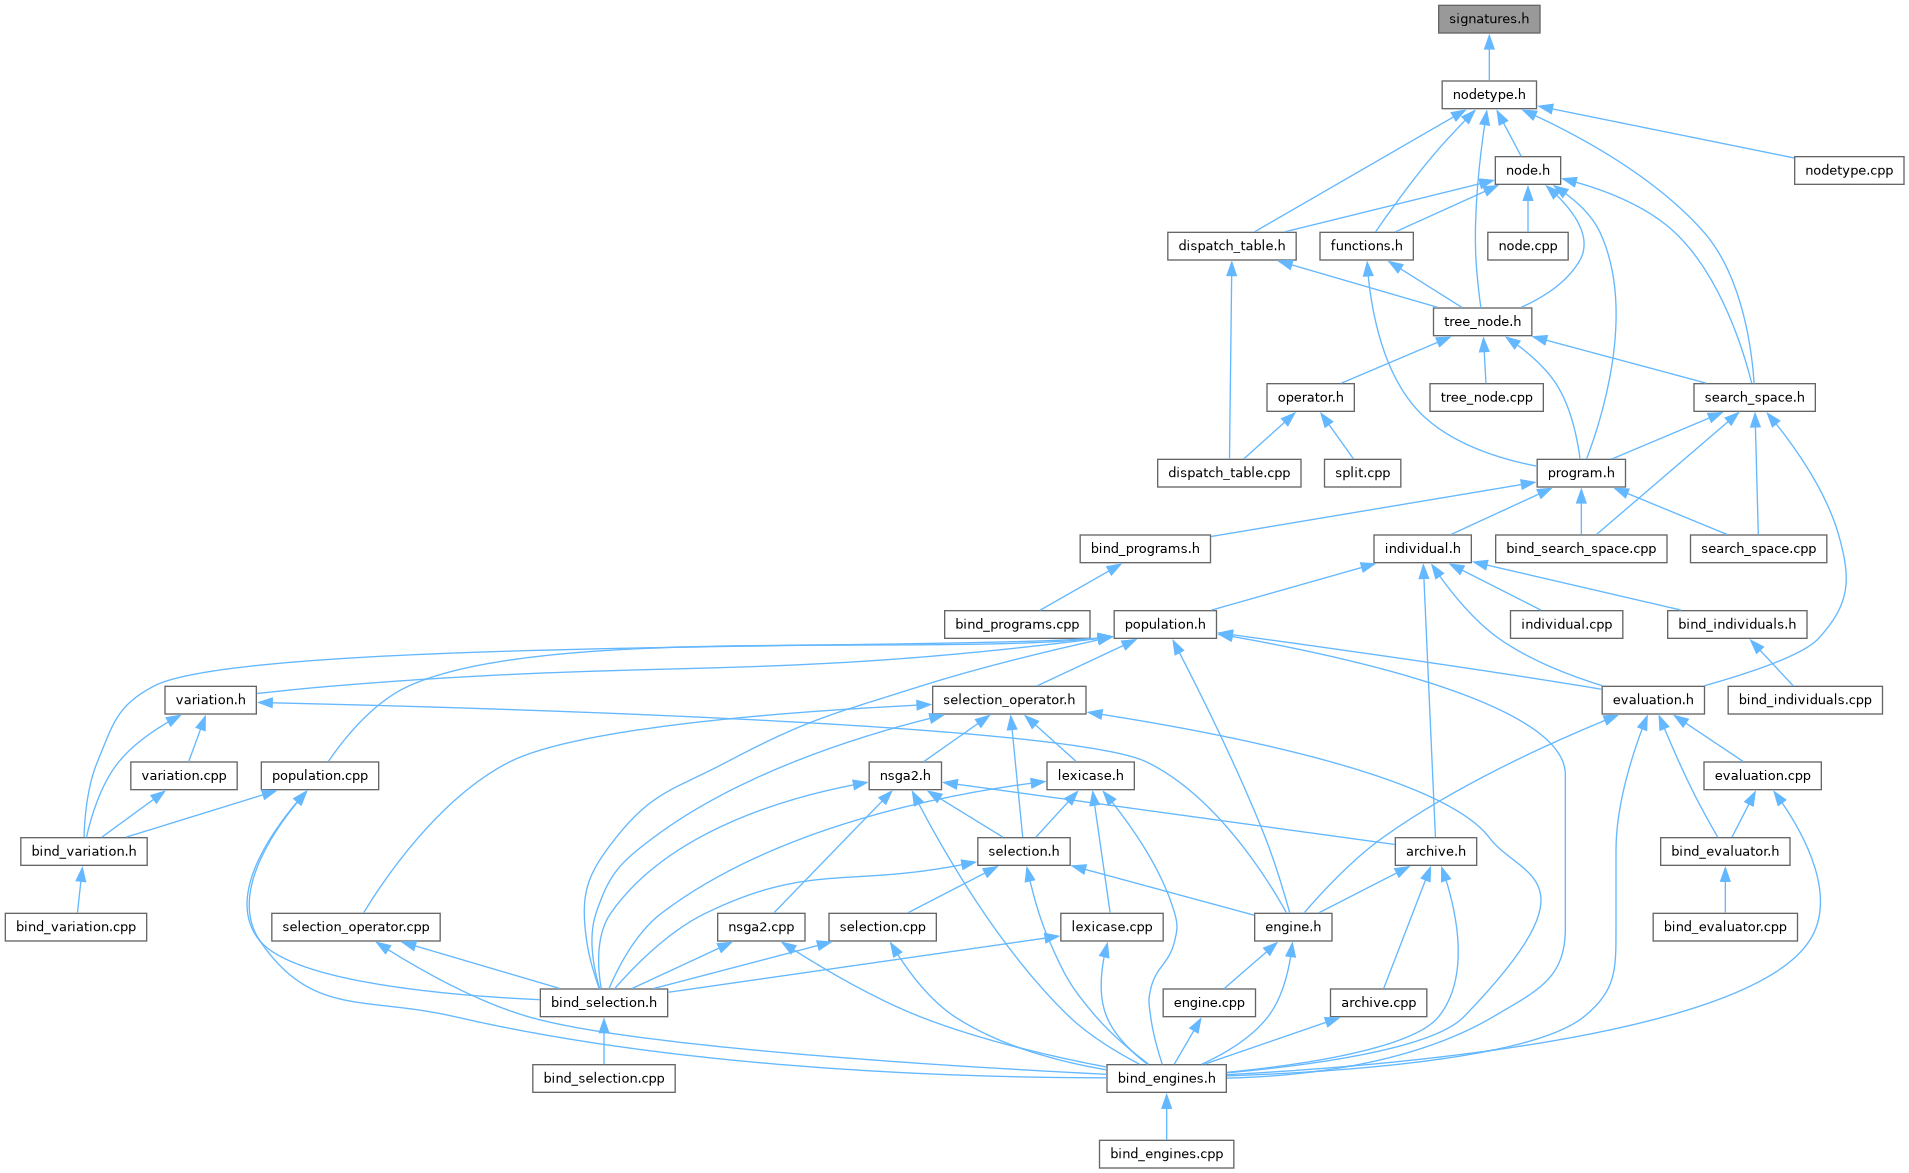 signatures.h
nodetype.h
node.h
nodetype.cpp
dispatch_table.h
functions.h
node.cpp
tree_node.h
operator.h
tree_node.cpp
search_space.h
dispatch_table.cpp
split.cpp
program.h
bind_programs.h
individual.h
bind_search_space.cpp
search_space.cpp
bind_programs.cpp
population.h
individual.cpp
bind_individuals.h
variation.h
selection_operator.h
evaluation.h
bind_individuals.cpp
variation.cpp
population.cpp
nsga2.h
lexicase.h
evaluation.cpp
bind_variation.h
selection.h
archive.h
bind_evaluator.h
bind_variation.cpp
selection_operator.cpp
nsga2.cpp
selection.cpp
lexicase.cpp
engine.h
bind_evaluator.cpp
bind_selection.h
engine.cpp
archive.cpp
bind_selection.cpp
bind_engines.h
bind_engines.cpp